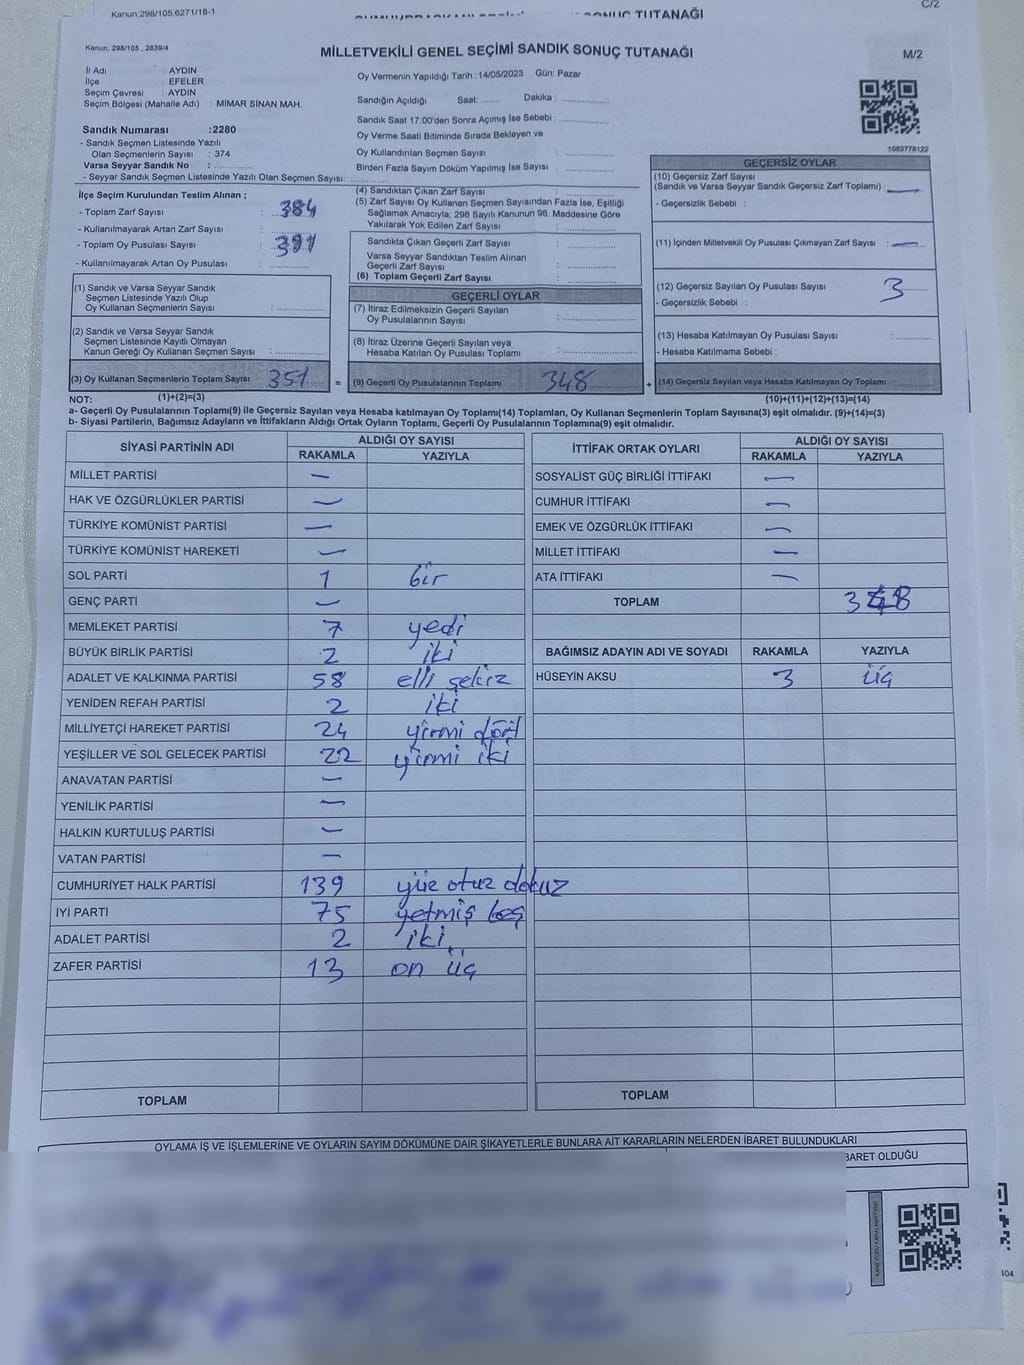 Kanun;298/105,6271/18-1
SONUÇ TUTANAĞI
C/2
Kanun; 298/105 , 2839/4
MİLLETVEKİLİ GENEL SEÇİMİ SANDIK SONUÇ TUTANAĞI
M/2
İl Adı : AYDIN
İlçe : EFELER
Seçim Çevresi : AYDIN
Seçim Bölgesi (Mahalle Adı) : MİMAR SİNAN MAH.
Sandık Numarası :2280
- Sandık Seçmen Listesinde Yazılı
Olan Seçmenlerin Sayısı : 374
Varsa Seyyar Sandık No :
- Seyyar Sandık Seçmen Listesinde Yazılı Olan Seçmen Sayısı:
Oy Vermenin Yapıldığı Tarih :14/05/2023 Gün: Pazar
Sandığın Açıldığı Saat: ........ Dakika : ................
Sandık Saat 17:00'den Sonra Açımış İse Sebebi : ................
Oy Verme Saati Bitiminde Sırada Bekleyen ve
Oy Kullandırılan Seçmen Sayısı : ................
Birden Fazla Sayım Döküm Yapılmış İse Sayısı : ................
1083778122
İlçe Seçim Kurulundan Teslim Alınan ;
- Toplam Zarf Sayısı : 384
- Kullanılmayarak Artan Zarf Sayısı :
- Toplam Oy Pusulası Sayısı : 391
- Kullanılmayarak Artan Oy Pusulası :
(1) Sandık ve Varsa Seyyar Sandık
Seçmen Listesinde Yazılı Olup
Oy Kullanan Seçmenlerin Sayısı :
(2) Sandık ve Varsa Seyyar Sandık
Seçmen Listesinde Kayıtlı Olmayan
Kanun Gereği Oy Kullanan Seçmen Sayısı :
(3) Oy Kullanan Seçmenlerin Toplam Sayısı 351
(4) Sandıktan Çıkan Zarf Sayısı :
(5) Zarf Sayısı Oy Kullanan Seçmen Sayısından Fazla İse, Eşitliği
Sağlamak Amacıyla, 298 Sayılı Kanunun 98. Maddesine Göre
Yakılarak Yok Edilen Zarf Sayısı :
Sandıkta Çıkan Geçerli Zarf Sayısı :
Varsa Seyyar Sandıktan Teslim Alınan
Geçerli Zarf Sayısı :
(6) Toplam Geçerli Zarf Sayısı :
GEÇERLİ OYLAR
(7) İtiraz Edilmeksizin Geçerli Sayılan
Oy Pusulalarının Sayısı :
(8) İtiraz Üzerine Geçerli Sayılan veya
Hesaba Katılan Oy Pusulası Toplamı :
= (9) Geçerli Oy Pusulalarının Toplamı 348
GEÇERSİZ OYLAR
(10) Geçersiz Zarf Sayısı
(Sandık ve Varsa Seyyar Sandık Geçersiz Zarf Toplamı) : —
- Geçersizlik Sebebi :
(11) İçinden Milletvekili Oy Pusulası Çıkmayan Zarf Sayısı : —
(12) Geçersiz Sayılan Oy Pusulası Sayısı : 3
- Geçersizlik Sebebi :
(13) Hesaba Katılmayan Oy Pusulası Sayısı :
- Hesaba Katılmama Sebebi :
+ (14) Geçersiz Sayılan veya Hesaba Katılmayan Oy Toplamı
NOT: (1)+(2)=(3) (10)+(11)+(12)+(13)=(14)
a- Geçerli Oy Pusulalarının Toplamı(9) ile Geçersiz Sayılan veya Hesaba katılmayan Oy Toplamı(14) Toplamları, Oy Kullanan Seçmenlerin Toplam Sayısına(3) eşit olmalıdır. (9)+(14)=(3)
b- Siyasi Partilerin, Bağımsız Adayların ve İttifakların Aldığı Ortak Oyların Toplamı, Geçerli Oy Pusulalarının Toplamına(9) eşit olmalıdır.
SİYASİ PARTİNİN ADI ALDIĞI OY SAYISI
RAKAMLA YAZIYLA
MİLLET PARTİSİ —
HAK VE ÖZGÜRLÜKLER PARTİSİ —
TÜRKİYE KOMÜNİST PARTİSİ —
TÜRKİYE KOMÜNİST HAREKETİ —
SOL PARTİ 1 bir
GENÇ PARTİ —
MEMLEKET PARTİSİ 7 yedi
BÜYÜK BİRLİK PARTİSİ 2 iki
ADALET VE KALKINMA PARTİSİ 58 elli sekiz
YENİDEN REFAH PARTİSİ 2 iki
MİLLİYETÇİ HAREKET PARTİSİ 24 yirmi dört
YEŞİLLER VE SOL GELECEK PARTİSİ 22 yirmi iki
ANAVATAN PARTİSİ —
YENİLİK PARTİSİ —
HALKIN KURTULUŞ PARTİSİ —
VATAN PARTİSİ —
CUMHURİYET HALK PARTİSİ 139 yüz otuz dokuz
İYİ PARTİ 75 yetmiş beş
ADALET PARTİSİ 2 iki
ZAFER PARTİSİ 13 on üç
TOPLAM
İTTİFAK ORTAK OYLARI ALDIĞI OY SAYISI
RAKAMLA YAZIYLA
SOSYALİST GÜÇ BİRLİĞİ İTTİFAKI —
CUMHUR İTTİFAKI —
EMEK VE ÖZGÜRLÜK İTTİFAKI —
MİLLET İTTİFAKI —
ATA İTTİFAKI —
TOPLAM 348
BAĞIMSIZ ADAYIN ADI VE SOYADI RAKAMLA YAZIYLA
HÜSEYİN AKSU 3 üç
TOPLAM
OYLAMA İŞ VE İŞLEMLERİNE VE OYLARIN SAYIM DÖKÜMÜNE DAİR ŞİKAYETLERLE BUNLARA AİT KARARLARIN NELERDEN İBARET BULUNDUKLARI
BARET OLDUĞU
404